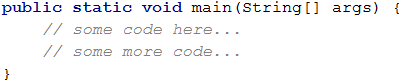 public static void main(String[] args) {
    // some code here...
    // some more code...
}